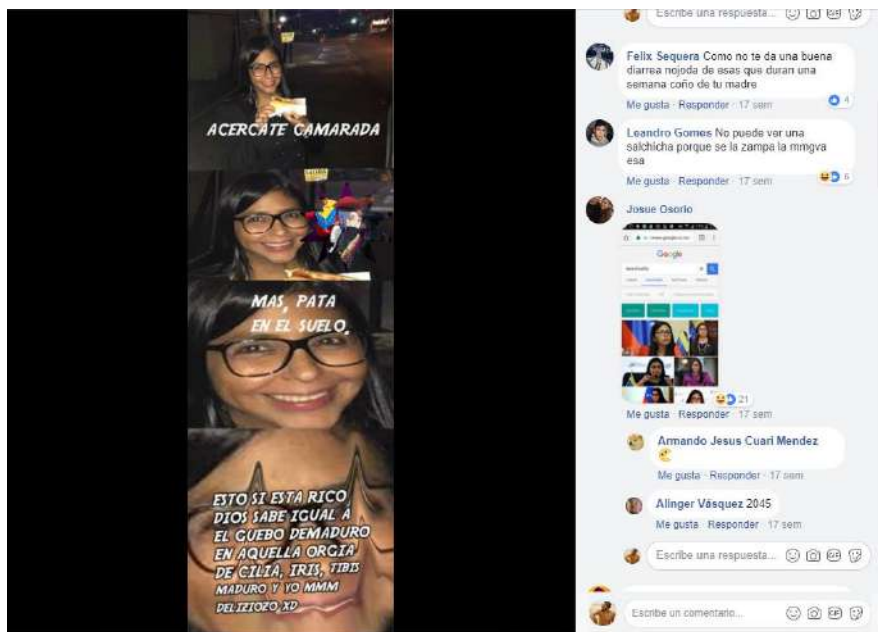 ACERCATE CAMARADA
MAS, PATA
EN EL SUELO.
ESTO SI ESTA RICO
DIOS SABE IGUAL A
EL GUEBO DEMADURO
EN AQUELLA ORGIA
DE CILIA, IRIS, TIBIS
MADURO Y YO MMM
DELIZIOZO XD
Escribe una respuesta...
Felix Sequera Como no te da una buena
diarrea nojoda de esas que duran una
semana coño de tu madre
Me gusta · Responder · 17 sem
4
Leandro Gomes No puede ver una
salchicha porque se la zampa la mmgva
esa
Me gusta · Responder · 17 sem
6
Josue Osorio
Google
21
Me gusta · Responder · 17 sem
Armando Jesus Cuari Mendez
Me gusta · Responder · 17 sem
Alinger Vásquez 2045
Me gusta · Responder · 17 sem
Escribe una respuesta...
Escribe un comentario...